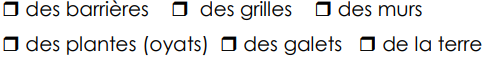 ❒ des barrières ❒ des grilles ❒ des murs
❒ des plantes (oyats) ❒ des galets ❒ de la terre